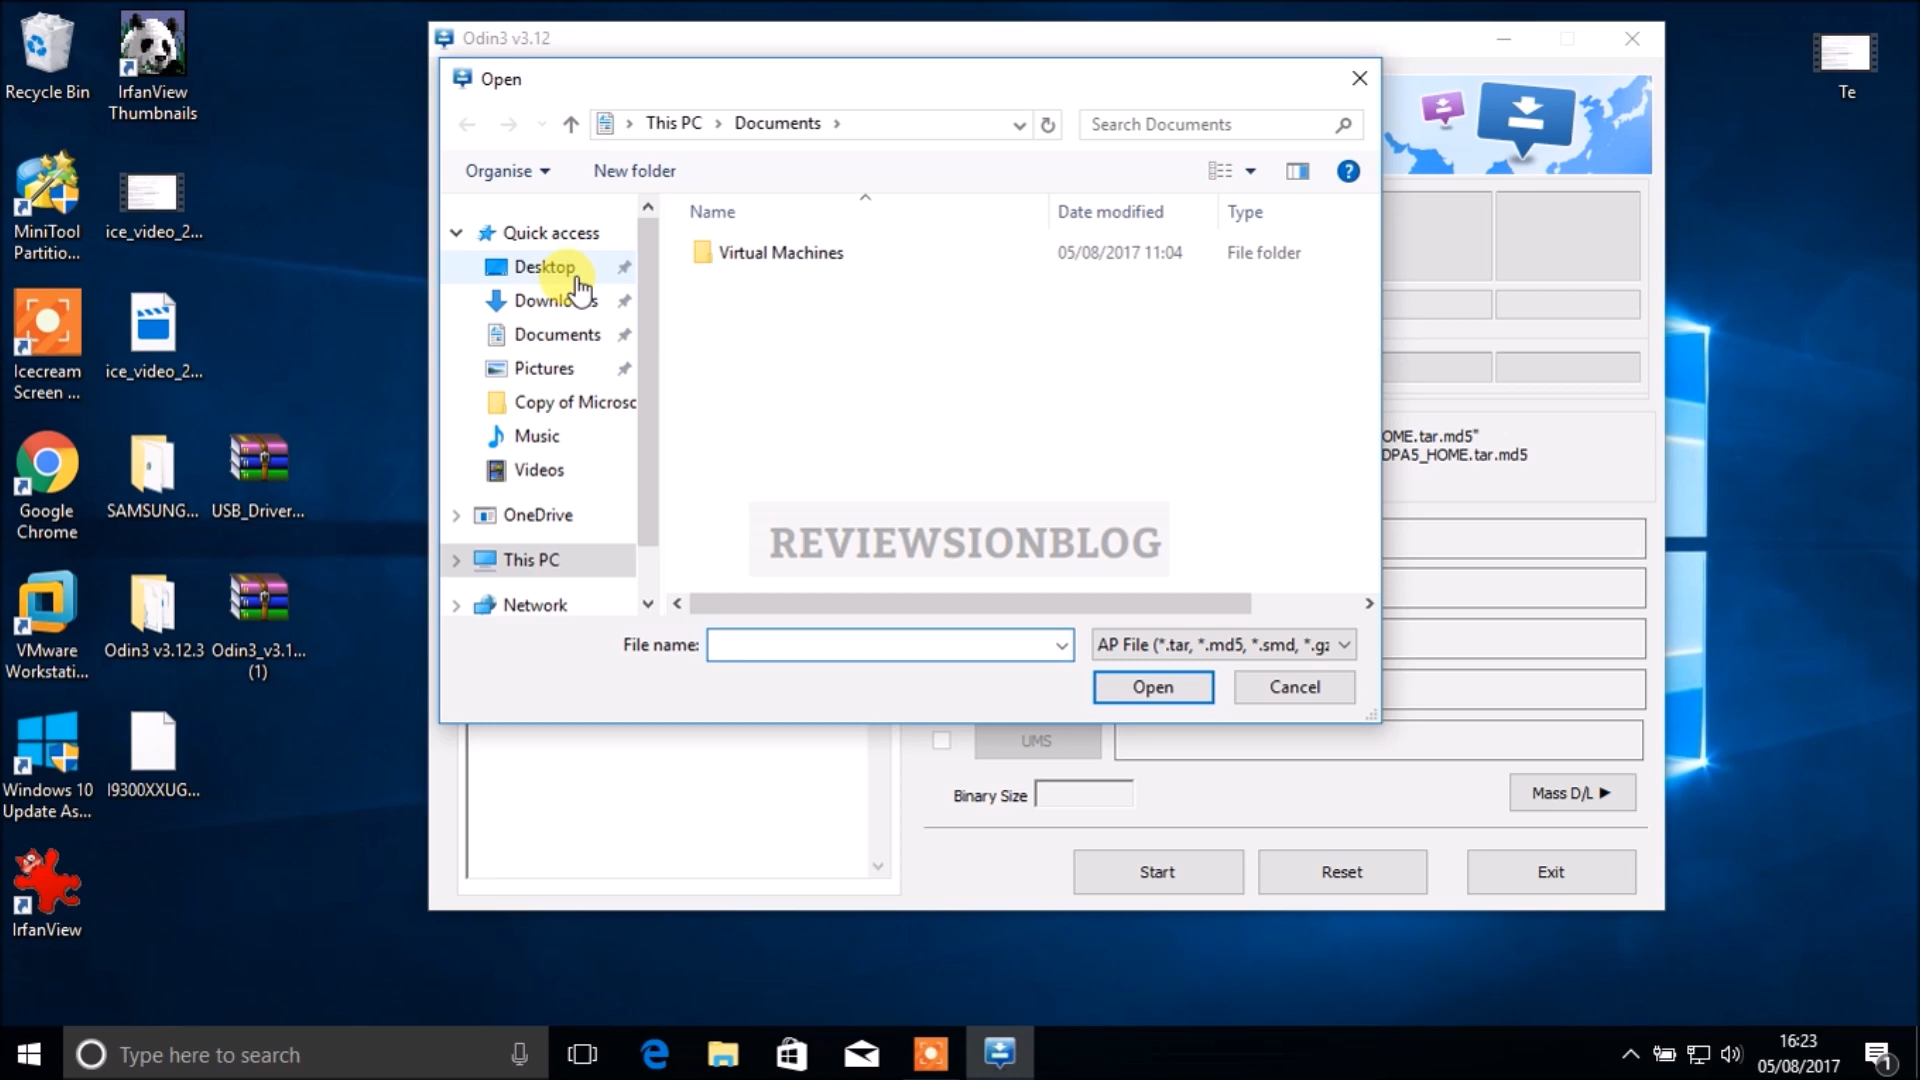 Recycle Bin
IrfanView
Thumbnails
MiniTool
Partitio...
ice_video_2...
Icecream
Screen ...
ice_video_2...
Google
Chrome
SAMSUNG...
USB_Driver...
VMware
Workstati...
Odin3 v3.12.3
Odin3_v3.1...
(1)
Windows 10
Update As...
I9300XXUG...
IrfanView
Te
Odin3 v3.12
Open
This PC
Documents
Search Documents
Organise
New folder
Name
Date modified
Type
Quick access
Desktop
Downloads
Documents
Pictures
Copy of Microsc
Music
Videos
OneDrive
This PC
Network
Virtual Machines
05/08/2017 11:04
File folder
REVIEWSIONBLOG
File name:
AP File (*.tar, *.md5, *.smd, *.gz
Open
Cancel
OME.tar.md5"
DPA5_HOME.tar.md5
UMS
Binary Size
Mass D/L
Start
Reset
Exit
Type here to search
16:23
05/08/2017
1